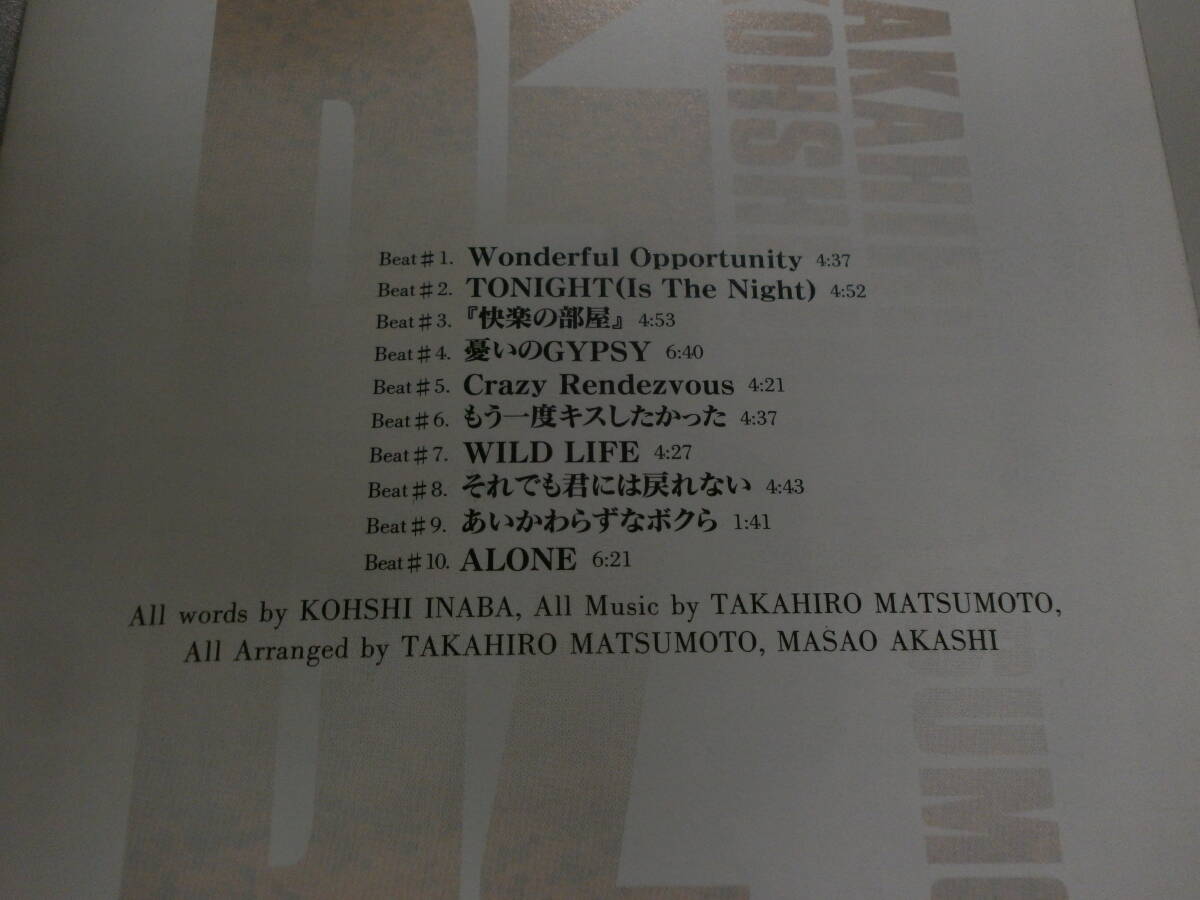 AKAHI
KOHSH
Beat♯1. Wonderful Opportunity 4:37
Beat♯2. TONIGHT(Is The Night) 4:52
Beat♯3. 『快楽の部屋』 4:53
Beat♯4. 憂いのGYPSY 6:40
Beat♯5. Crazy Rendezvous 4:21
Beat♯6. もう一度キスしたかった 4:37
Beat♯7. WILD LIFE 4:27
Beat♯8. それでも君には戻れない 4:43
Beat♯9. あいかわらずなボクら 1:41
Beat♯10. ALONE 6:21
All words by KOHSHI INABA, All Music by TAKAHIRO MATSUMOTO,
All Arranged by TAKAHIRO MATSUMOTO, MASAO AKASHI
SUMO